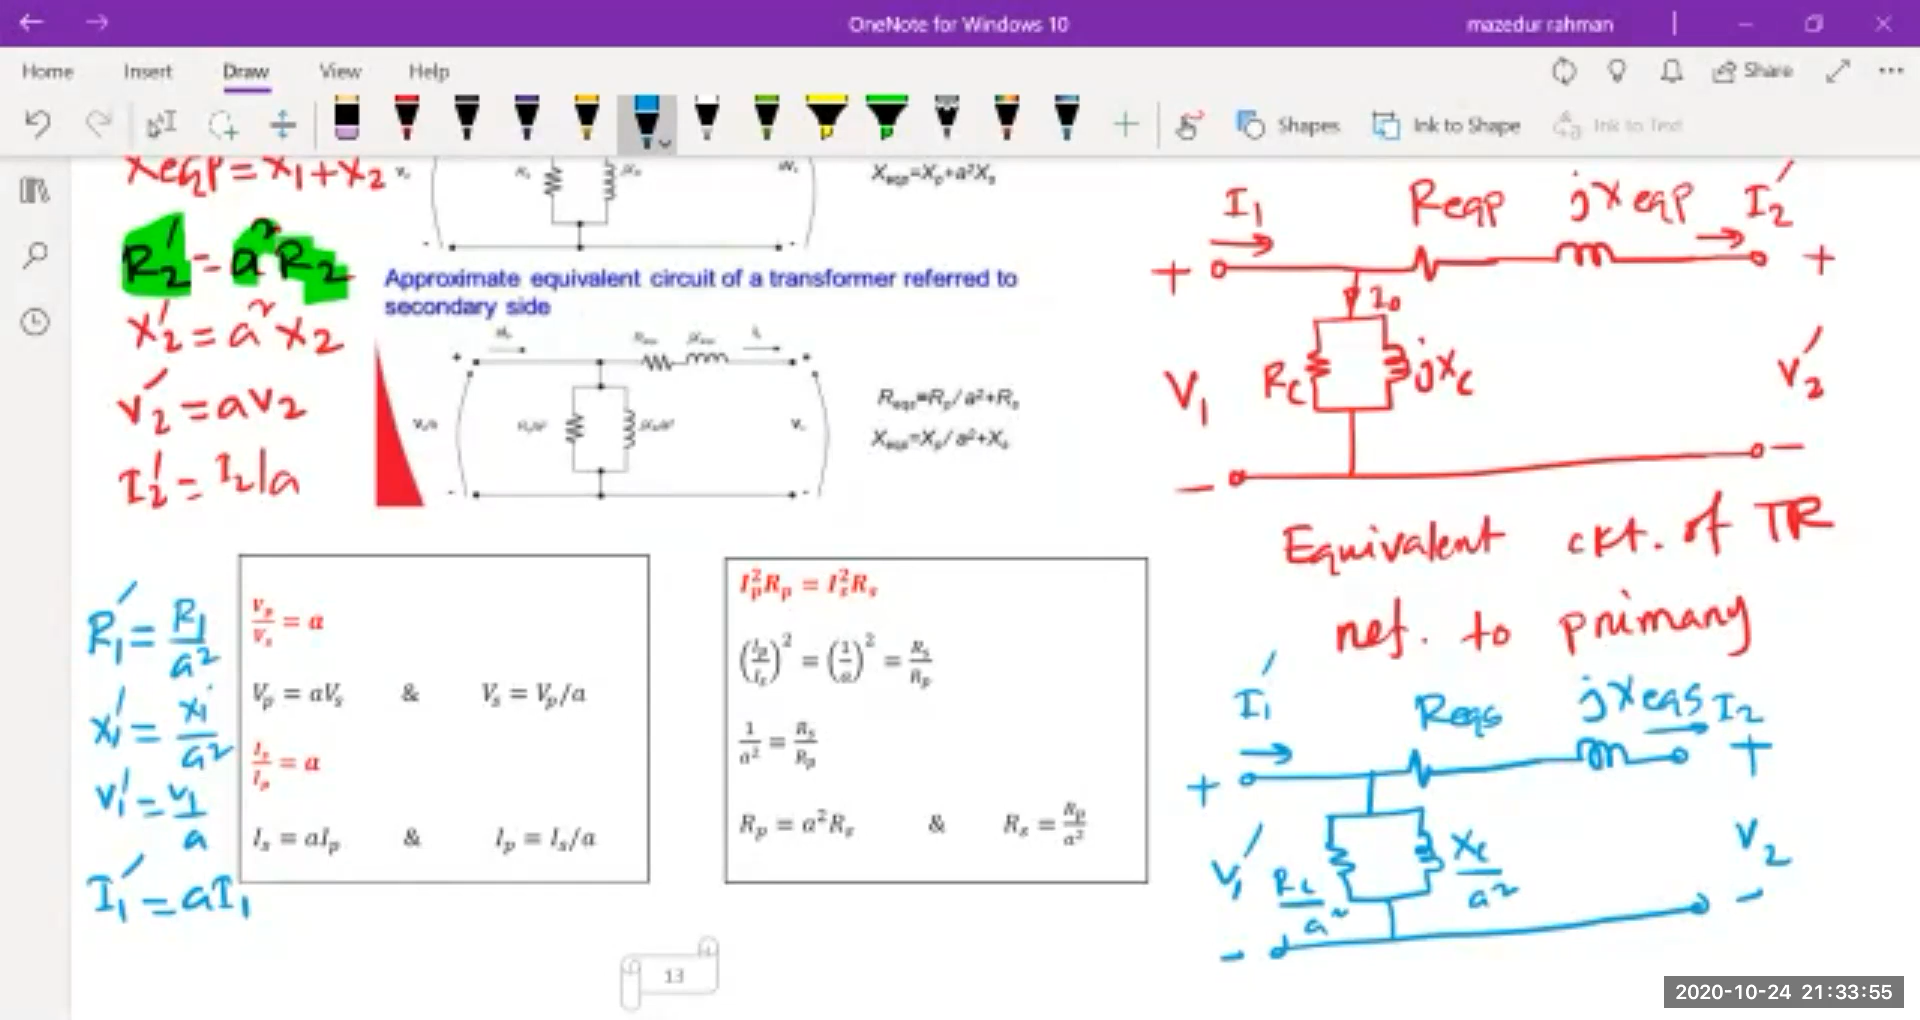 OneNote for Windows 10
mazedur rahman
Home Insert Draw View Help
Share
Shapes Ink to Shape Ink to Text
Xeqp = x1 + x2
R2' = a²R2
X2' = a² X2
V2' = aV2
I2' = I2/a
Xeqp=Xp+a²Xs
Approximate equivalent circuit of a transformer referred to
secondary side
Reqs=Rp/a²+Rs
Xeqs=Xp/a²+Xs
I1 Reqp jXeqp I2'
+ +
I0
V1 Rc jXc V2'
- -
Equivalent ckt. of TR
ref. to primary
R1' = R1/a²
X1' = X1/a²
V1' = V1/a
I1' = aI1
Vp/Vs = a
Vp = aVs & Vs = Vp/a
Is/Ip = a
Is = aIp & Ip = Is/a
Ip²Rp = Is²Rs
(Ip/Is)² = (1/a)² = Rs/Rp
1/a² = Rs/Rp
Rp = a²Rs & Rs = Rp/a²
I1' Reqs jXeqs I2
+ +
V1' Rc/a² Xc/a² V2
- -
13
2020-10-24 21:33:55